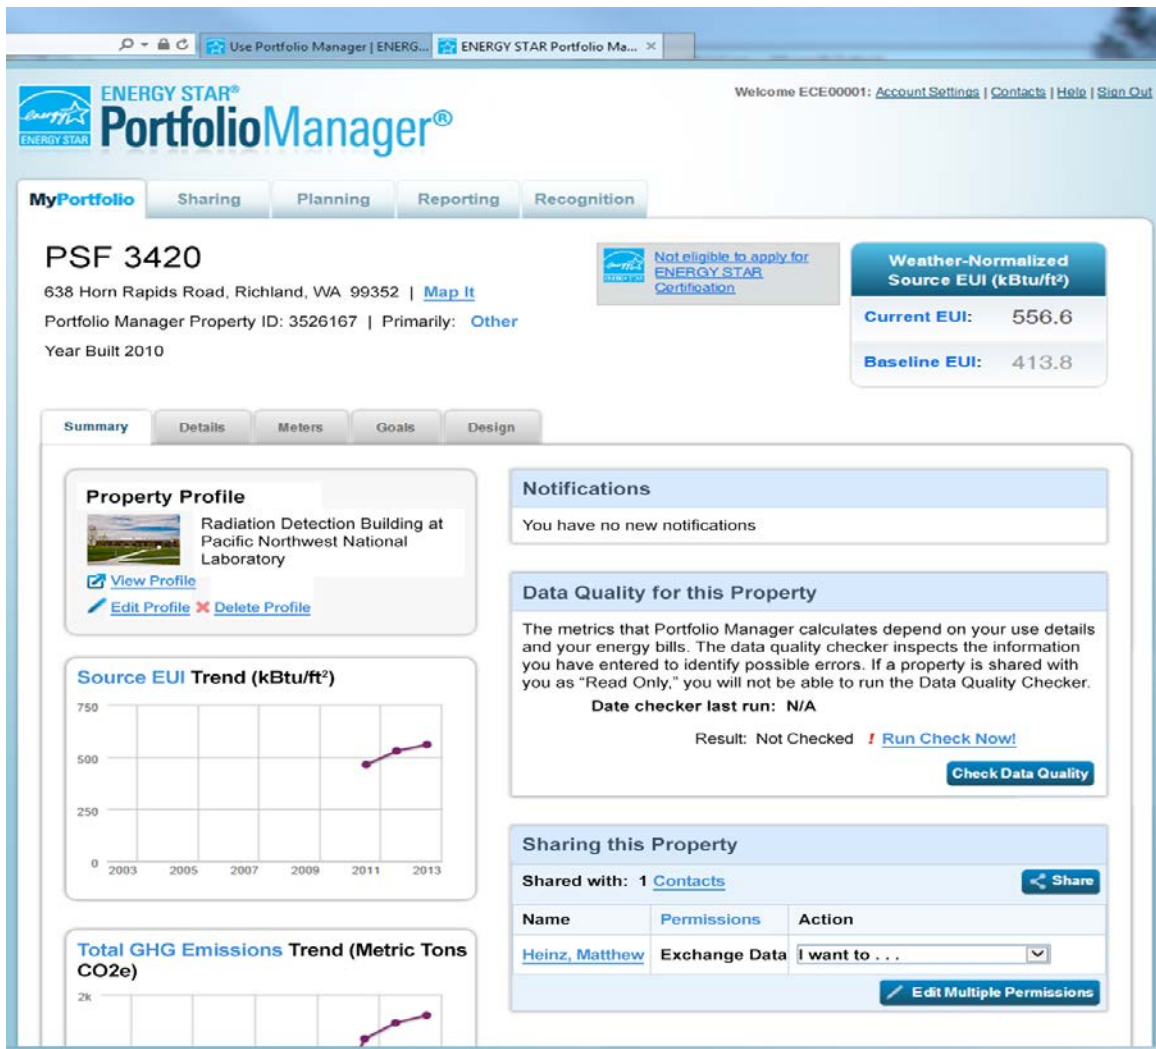 Use Portfolio Manager | ENERG... ENERGY STAR Portfolio Ma... ×
ENERGY STAR®
PortfolioManager®
energy
ENERGY STAR
Welcome ECE00001: Account Settings | Contacts | Help | Sign Out
MyPortfolio Sharing Planning Reporting Recognition
PSF 3420
638 Horn Rapids Road, Richland, WA 99352 | Map It
Portfolio Manager Property ID: 3526167 | Primarily: Other
Year Built 2010
Not eligible to apply for
ENERGY STAR
Certification
Weather-Normalized
Source EUI (kBtu/ft²)
Current EUI: 556.6
Baseline EUI: 413.8
Summary Details Meters Goals Design
Property Profile
Radiation Detection Building at
Pacific Northwest National
Laboratory
View Profile
Edit Profile Delete Profile
Source EUI Trend (kBtu/ft²)
750
500
250
0
2003 2005 2007 2009 2011 2013
Total GHG Emissions Trend (Metric Tons
CO2e)
2k
Notifications
You have no new notifications
Data Quality for this Property
The metrics that Portfolio Manager calculates depend on your use details
and your energy bills. The data quality checker inspects the information
you have entered to identify possible errors. If a property is shared with
you as “Read Only,” you will not be able to run the Data Quality Checker.
Date checker last run: N/A
Result: Not Checked ! Run Check Now!
Check Data Quality
Sharing this Property
Shared with: 1 Contacts
Share
Name Permissions Action
Heinz, Matthew Exchange Data I want to . . .
Edit Multiple Permissions